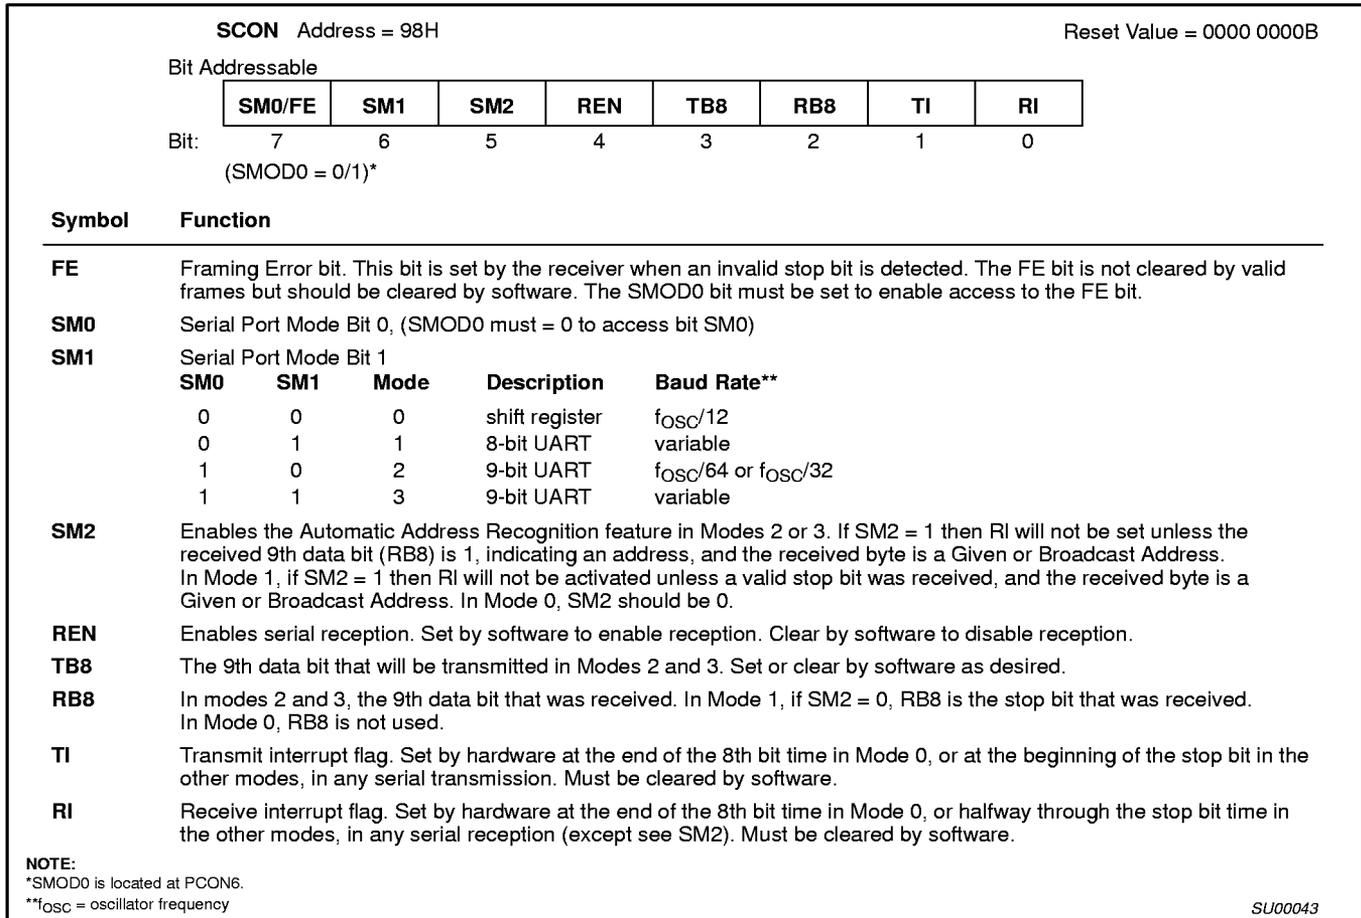 SCON Address = 98H Reset Value = 0000 0000B
Bit Addressable
SM0/FE SM1 SM2 REN TB8 RB8 TI RI
Bit: 7 6 5 4 3 2 1 0
(SMOD0 = 0/1)*
Symbol Function
FE Framing Error bit. This bit is set by the receiver when an invalid stop bit is detected. The FE bit is not cleared by valid
frames but should be cleared by software. The SMOD0 bit must be set to enable access to the FE bit.
SM0 Serial Port Mode Bit 0, (SMOD0 must = 0 to access bit SM0)
SM1 Serial Port Mode Bit 1
SM0 SM1 Mode Description Baud Rate**
0 0 0 shift register fOSC/12
0 1 1 8-bit UART variable
1 0 2 9-bit UART fOSC/64 or fOSC/32
1 1 3 9-bit UART variable
SM2 Enables the Automatic Address Recognition feature in Modes 2 or 3. If SM2 = 1 then RI will not be set unless the
received 9th data bit (RB8) is 1, indicating an address, and the received byte is a Given or Broadcast Address.
In Mode 1, if SM2 = 1 then RI will not be activated unless a valid stop bit was received, and the received byte is a
Given or Broadcast Address. In Mode 0, SM2 should be 0.
REN Enables serial reception. Set by software to enable reception. Clear by software to disable reception.
TB8 The 9th data bit that will be transmitted in Modes 2 and 3. Set or clear by software as desired.
RB8 In modes 2 and 3, the 9th data bit that was received. In Mode 1, if SM2 = 0, RB8 is the stop bit that was received.
In Mode 0, RB8 is not used.
TI Transmit interrupt flag. Set by hardware at the end of the 8th bit time in Mode 0, or at the beginning of the stop bit in the
other modes, in any serial transmission. Must be cleared by software.
RI Receive interrupt flag. Set by hardware at the end of the 8th bit time in Mode 0, or halfway through the stop bit time in
the other modes, in any serial reception (except see SM2). Must be cleared by software.
NOTE:
*SMOD0 is located at PCON6.
**fOSC = oscillator frequency SU00043